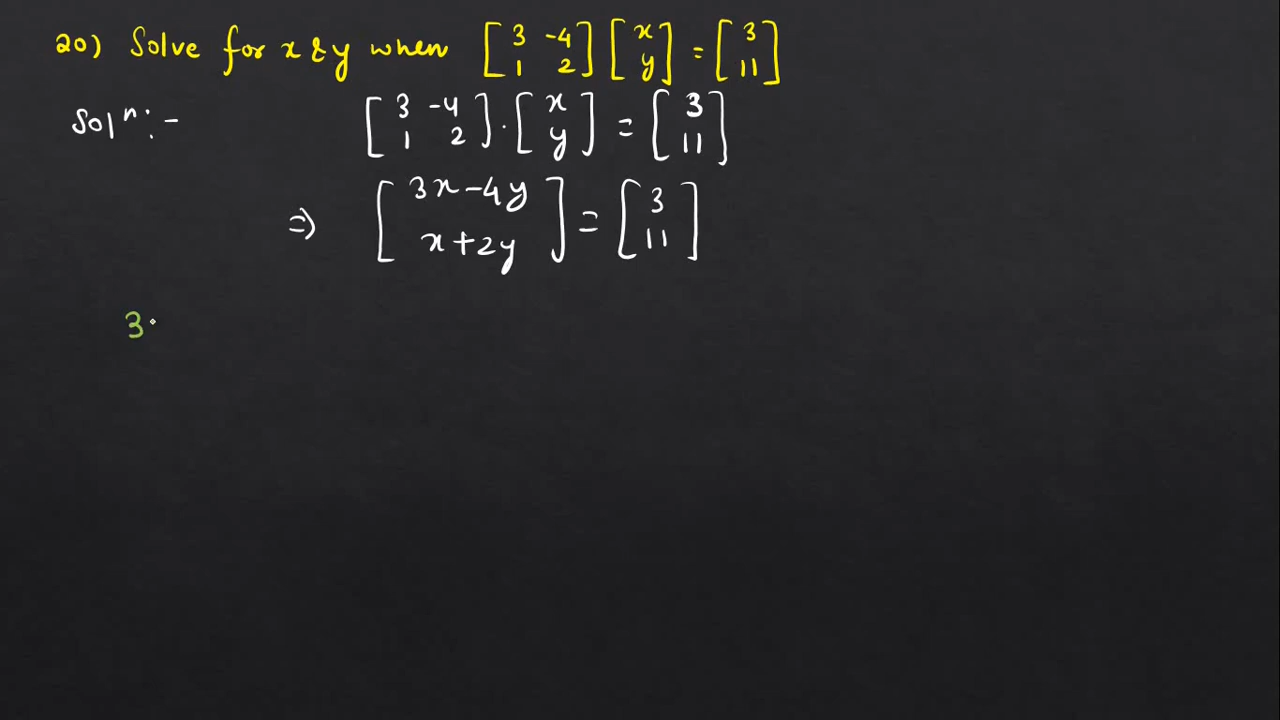 20) Solve for x & y when [3 -4; 1 2] [x; y] = [3; 11]
Solⁿ:- [3 -4; 1 2] · [x; y] = [3; 11]
⇒ [3x-4y; x+2y] = [3; 11]
3